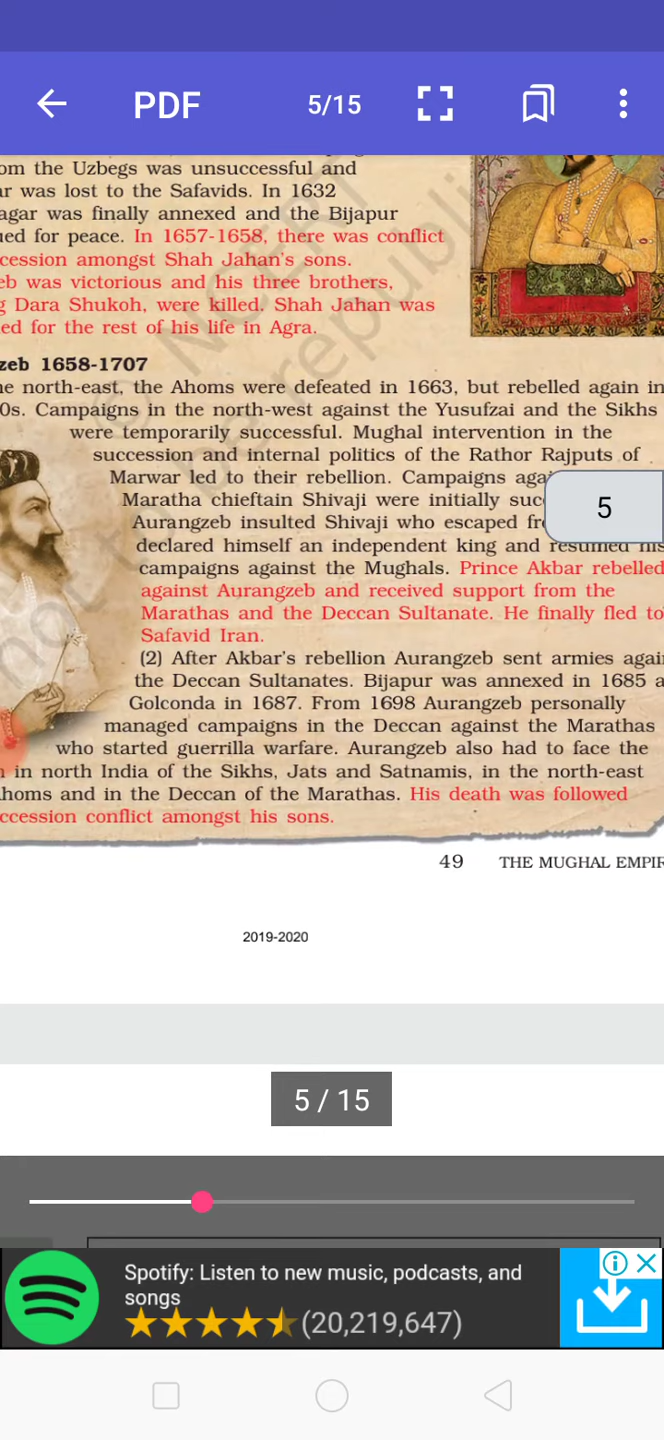 PDF
5/15
om the Uzbegs was unsuccessful and
ar was lost to the Safavids. In 1632
agar was finally annexed and the Bijapur
ued for peace. In 1657-1658, there was conflict
ccession amongst Shah Jahan's sons.
eb was victorious and his three brothers,
g Dara Shukoh, were killed. Shah Jahan was
ed for the rest of his life in Agra.
zeb 1658-1707
ne north-east, the Ahoms were defeated in 1663, but rebelled again in
0s. Campaigns in the north-west against the Yusufzai and the Sikhs
were temporarily successful. Mughal intervention in the
succession and internal politics of the Rathor Rajputs of
Marwar led to their rebellion. Campaigns aga
Maratha chieftain Shivaji were initially suc
5
Aurangzeb insulted Shivaji who escaped fr
declared himself an independent king and resumed his
campaigns against the Mughals. Prince Akbar rebelled
against Aurangzeb and received support from the
Marathas and the Deccan Sultanate. He finally fled to
Safavid Iran.
(2) After Akbar's rebellion Aurangzeb sent armies agai
the Deccan Sultanates. Bijapur was annexed in 1685 a
Golconda in 1687. From 1698 Aurangzeb personally
managed campaigns in the Deccan against the Marathas
who started guerrilla warfare. Aurangzeb also had to face the
n in north India of the Sikhs, Jats and Satnamis, in the north-east
Ahoms and in the Deccan of the Marathas. His death was followed
ccession conflict amongst his sons.
49 THE MUGHAL EMPIR
2019-2020
5 / 15
Spotify: Listen to new music, podcasts, and
songs
(20,219,647)